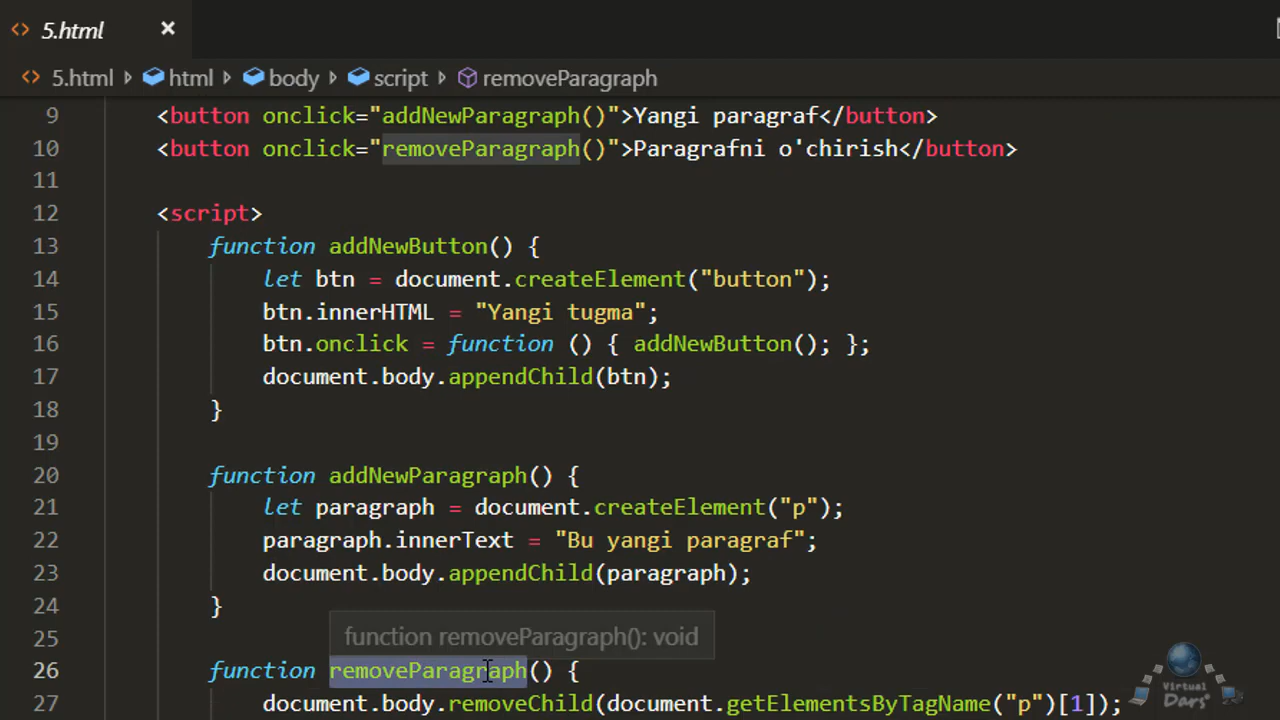 5.html ×
5.html html body script removeParagraph
9 <button onclick="addNewParagraph()">Yangi paragraf</button>
10 <button onclick="removeParagraph()">Paragrafni o'chirish</button>
11
12 <script>
13 function addNewButton() {
14 let btn = document.createElement("button");
15 btn.innerHTML = "Yangi tugma";
16 btn.onclick = function () { addNewButton(); };
17 document.body.appendChild(btn);
18 }
19
20 function addNewParagraph() {
21 let paragraph = document.createElement("p");
22 paragraph.innerText = "Bu yangi paragraf";
23 document.body.appendChild(paragraph);
24 }
25 function removeParagraph(): void
26 function removeParagraph() {
27 document.body.removeChild(document.getElementsByTagName("p")[1]);
Virtual
Dars